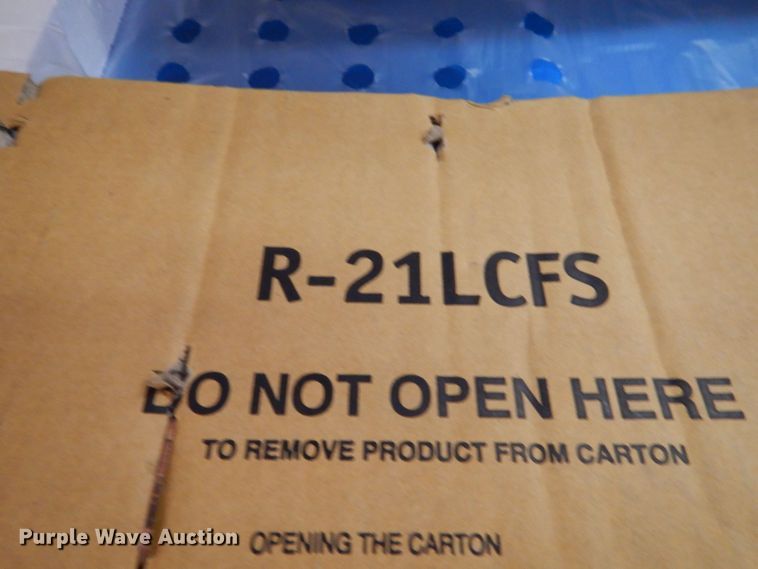 R-21LCFS
DO NOT OPEN HERE
TO REMOVE PRODUCT FROM CARTON
OPENING THE CARTON
Purple Wave Auction